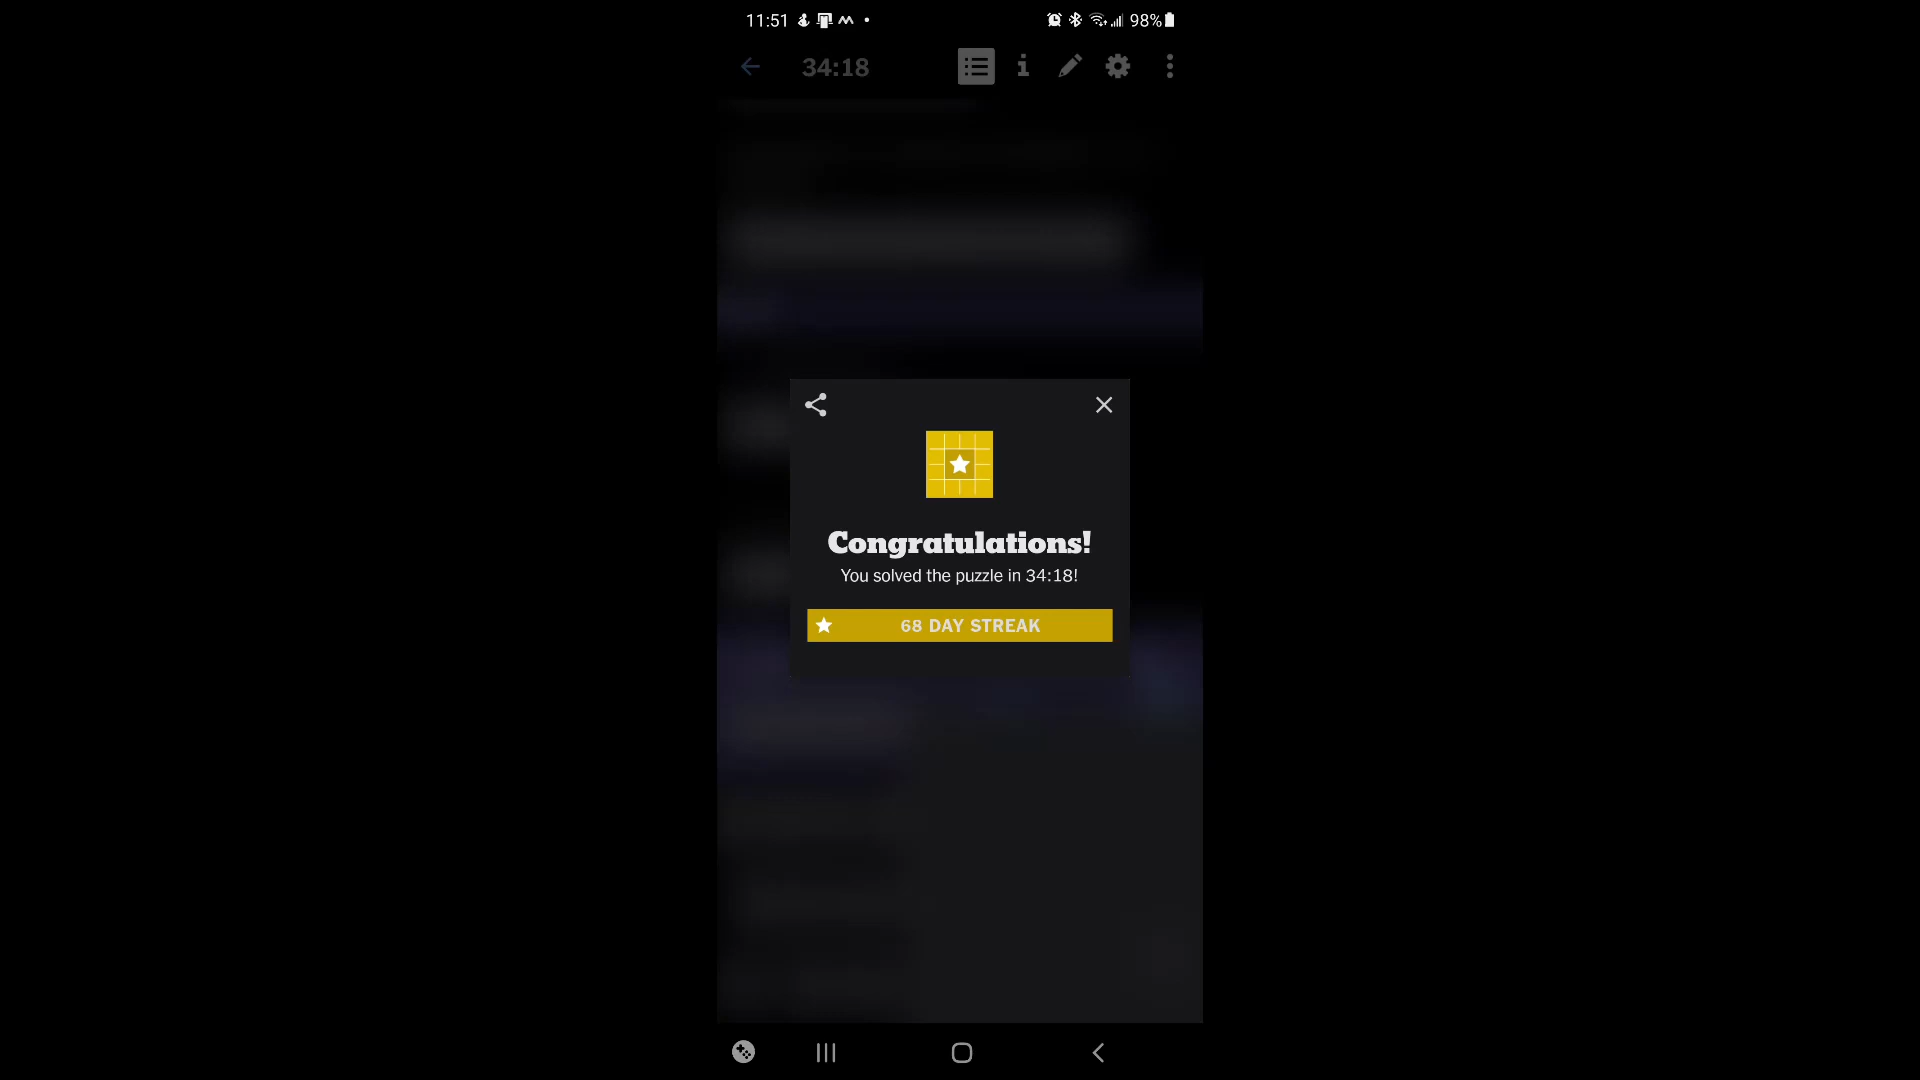 11:51
98%
34:18
Congratulations!
You solved the puzzle in 34:18!
68 DAY STREAK